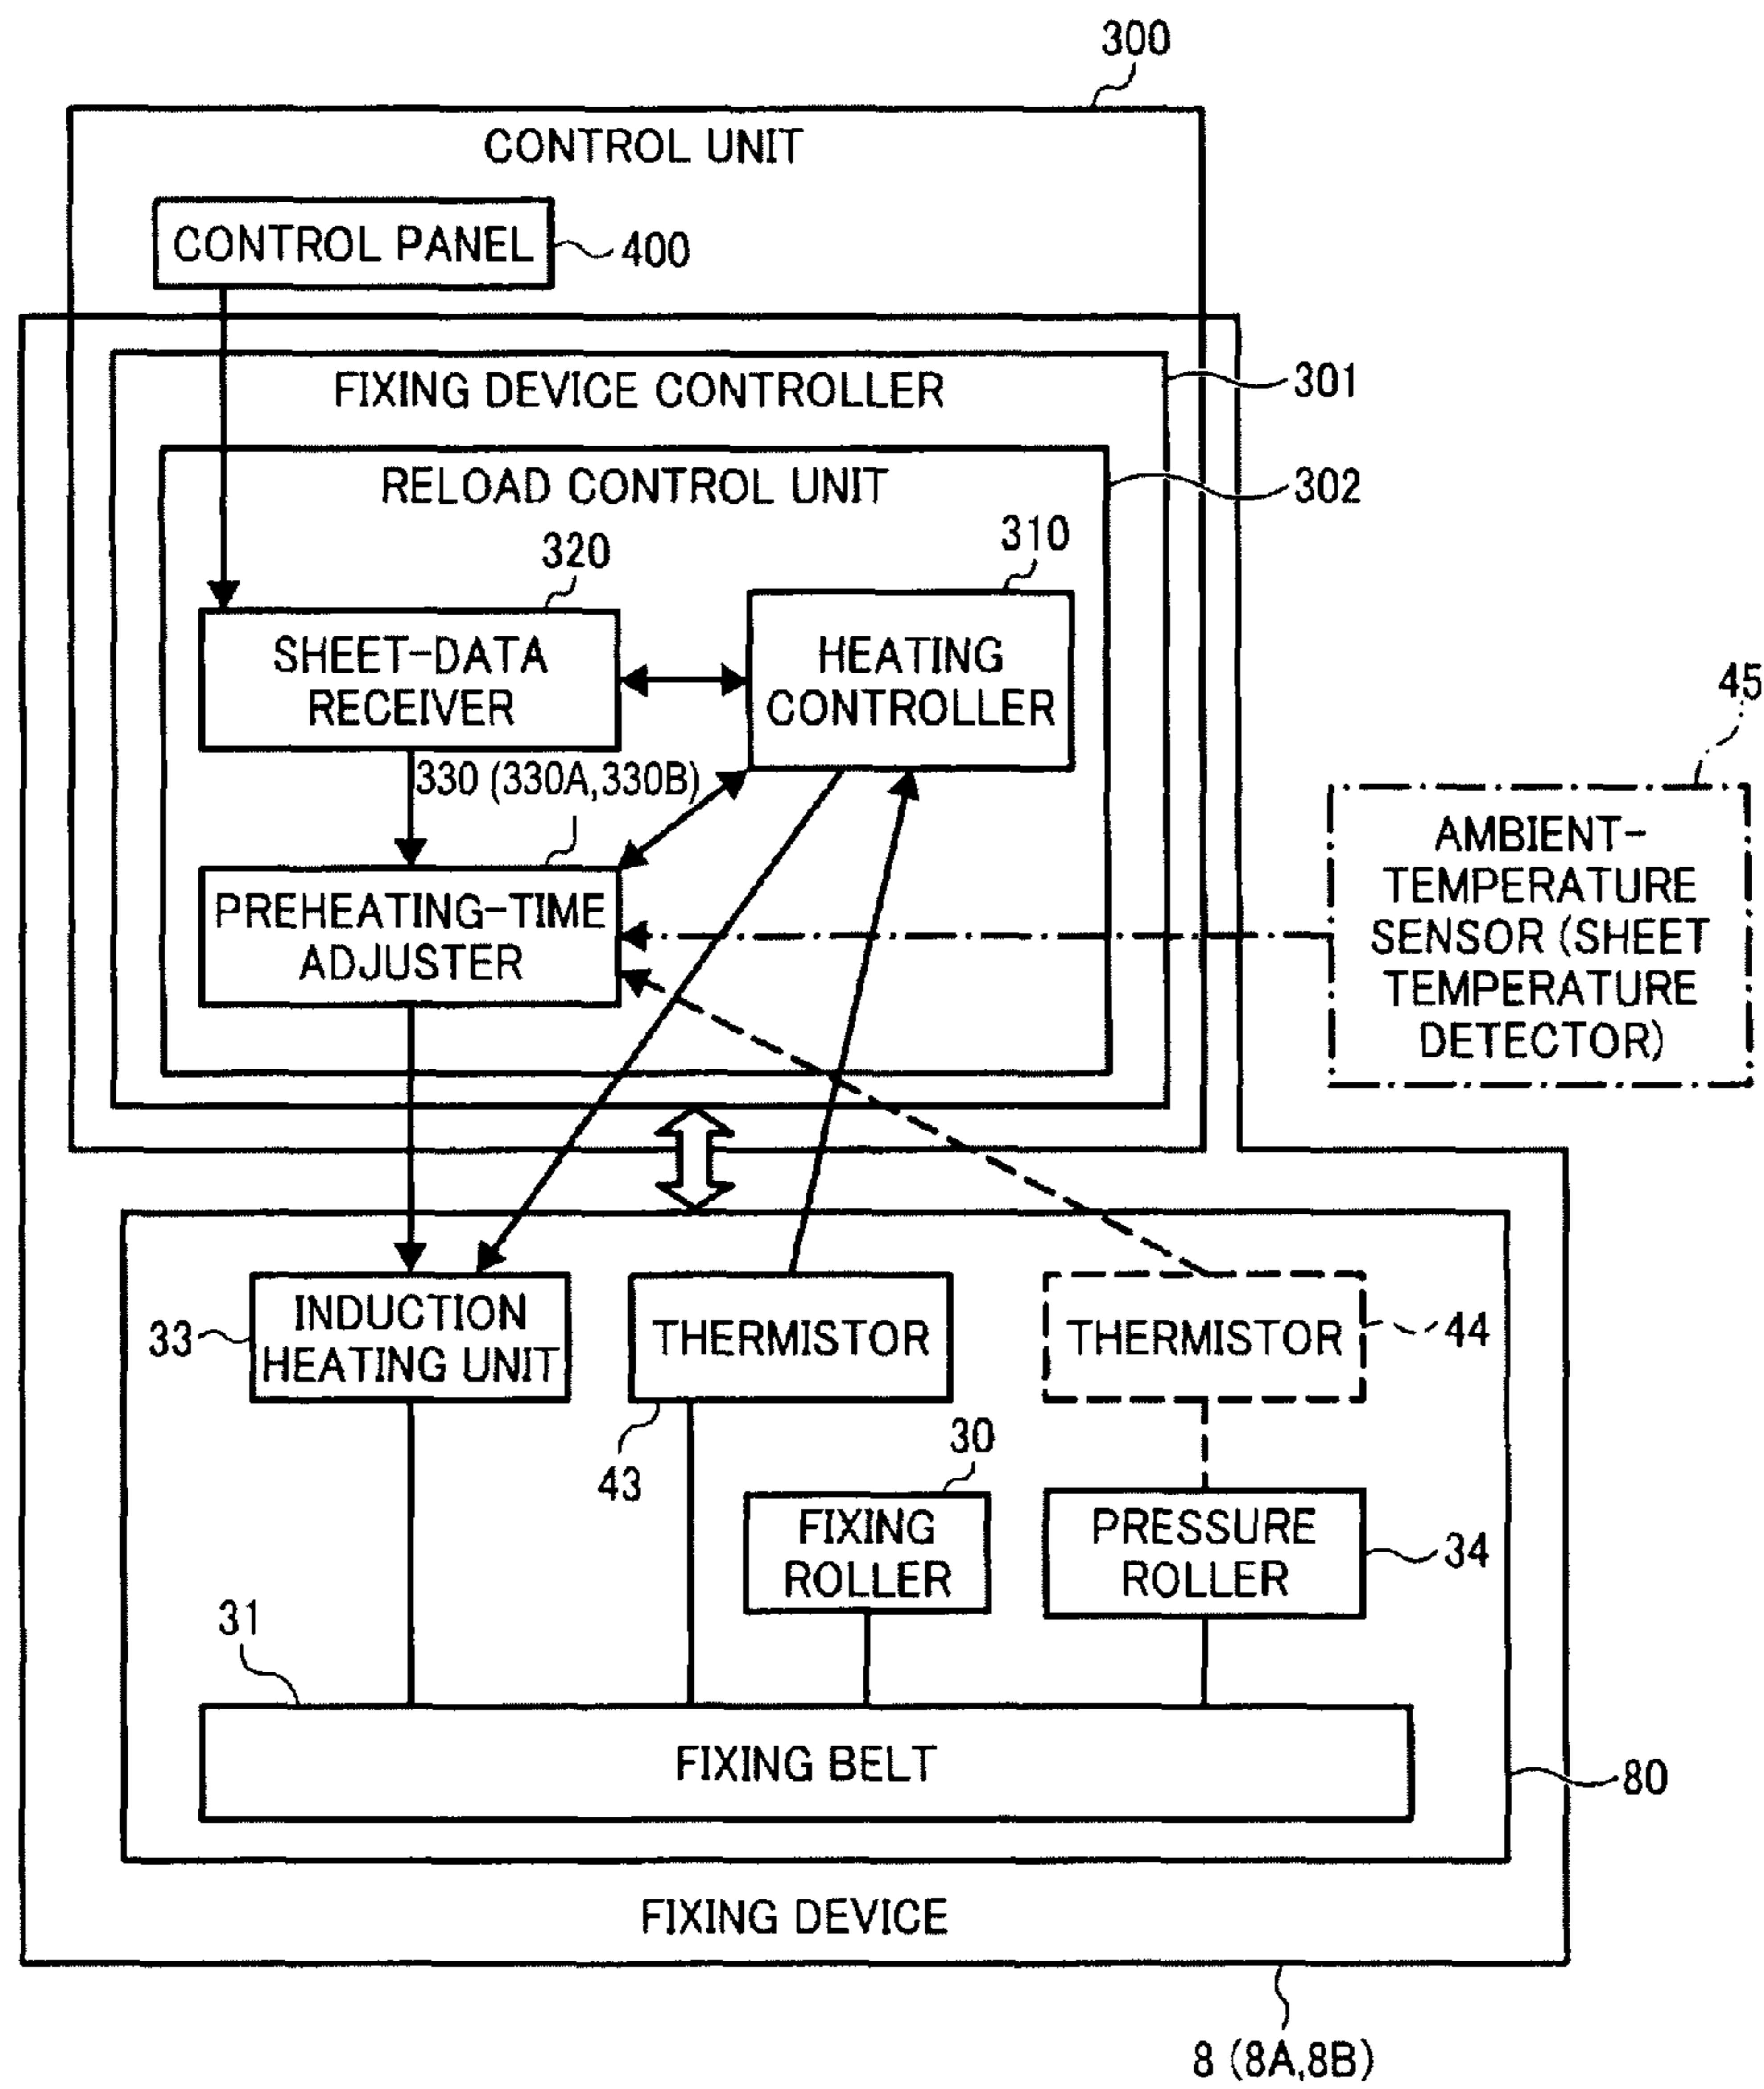 300
CONTROL UNIT
CONTROL PANEL
400
FIXING DEVICE CONTROLLER
301
RELOAD CONTROL UNIT
302
320
310
SHEET-DATA
RECEIVER
HEATING
CONTROLLER
45
330 (330A,330B)
PREHEATING-TIME
ADJUSTER
AMBIENT-
TEMPERATURE
SENSOR (SHEET
TEMPERATURE
DETECTOR)
33
INDUCTION
HEATING UNIT
THERMISTOR
43
THERMISTOR
44
30
FIXING
ROLLER
PRESSURE
ROLLER
34
31
FIXING BELT
80
FIXING DEVICE
8 (8A,8B)